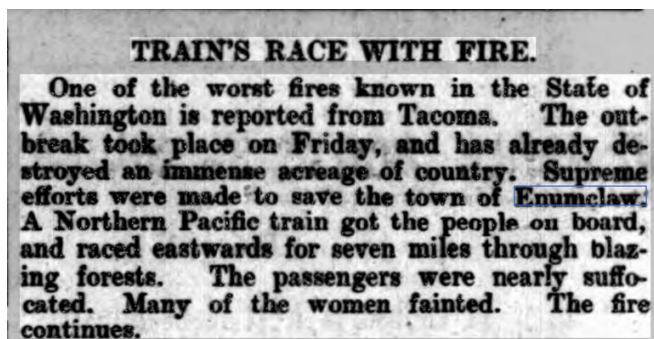 TRAIN'S RACE WITH FIRE.
One of the worst fires known in the State of
Washington is reported from Tacoma. The out-
break took place on Friday, and has already de-
stroyed an immense acreage of country. Supreme
efforts were made to save the town of Enumclaw.
A Northern Pacific train got the people on board,
and raced eastwards for seven miles through blaz-
ing forests. The passengers were nearly suffo-
cated. Many of the women fainted. The fire
continues.